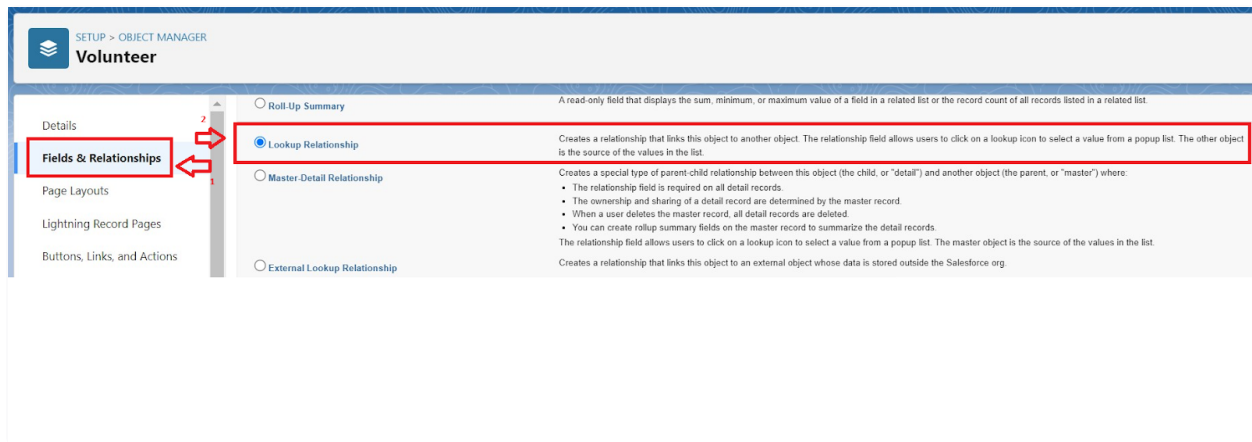 SETUP > OBJECT MANAGER
Volunteer
Details
Fields & Relationships
Page Layouts
Lightning Record Pages
Buttons, Links, and Actions
2
1
Roll-Up Summary
A read-only field that displays the sum, minimum, or maximum value of a field in a related list or the record count of all records listed in a related list.
Lookup Relationship
Creates a relationship that links this object to another object. The relationship field allows users to click on a lookup icon to select a value from a popup list. The other object
is the source of the values in the list.
Master-Detail Relationship
Creates a special type of parent-child relationship between this object (the child, or "detail") and another object (the parent, or "master") where:
• The relationship field is required on all detail records.
• The ownership and sharing of a detail record are determined by the master record.
• When a user deletes the master record, all detail records are deleted.
• You can create rollup summary fields on the master record to summarize the detail records.
The relationship field allows users to click on a lookup icon to select a value from a popup list. The master object is the source of the values in the list.
External Lookup Relationship
Creates a relationship that links this object to an external object whose data is stored outside the Salesforce org.